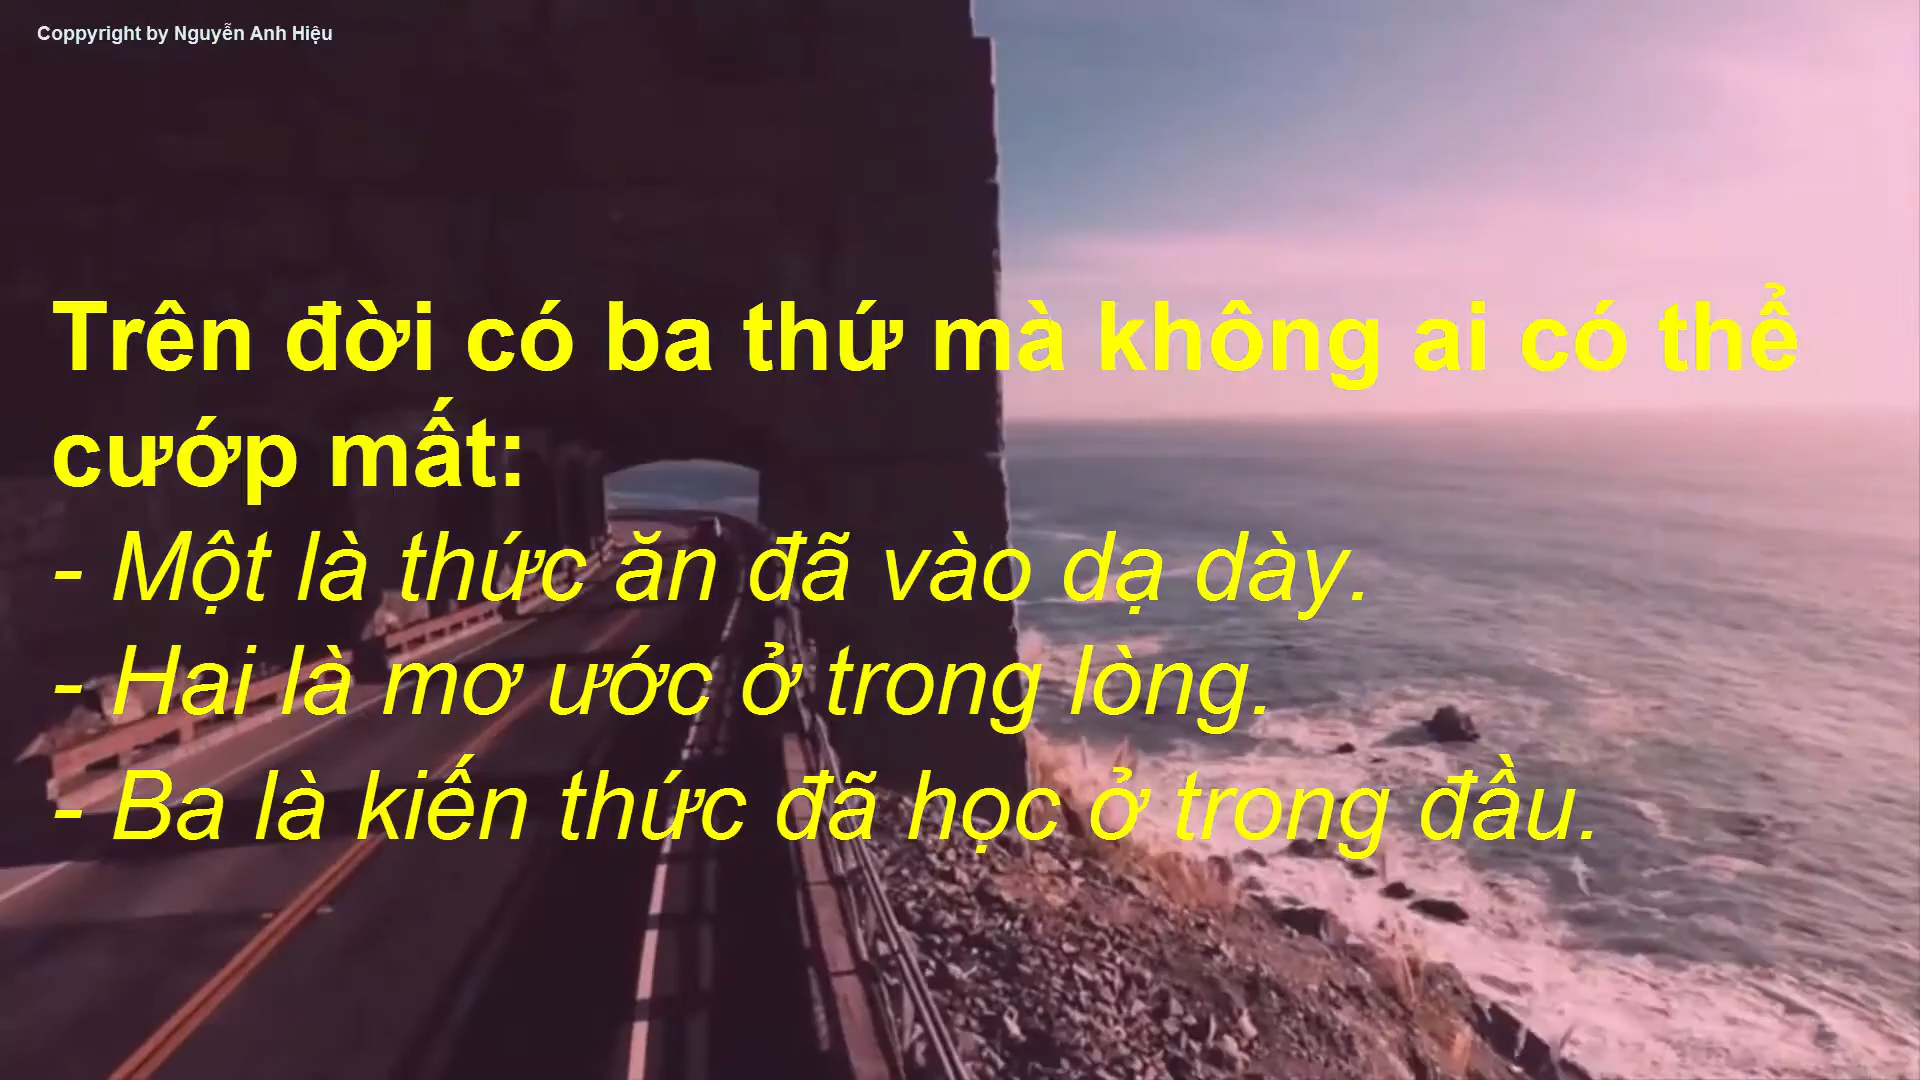 Coppyright by Nguyễn Anh Hiệu
Trên đời có ba thứ mà không ai có thể
cướp mất:
- Một là thức ăn đã vào dạ dày.
- Hai là mơ ước ở trong lòng.
- Ba là kiến thức đã học ở trong đầu.